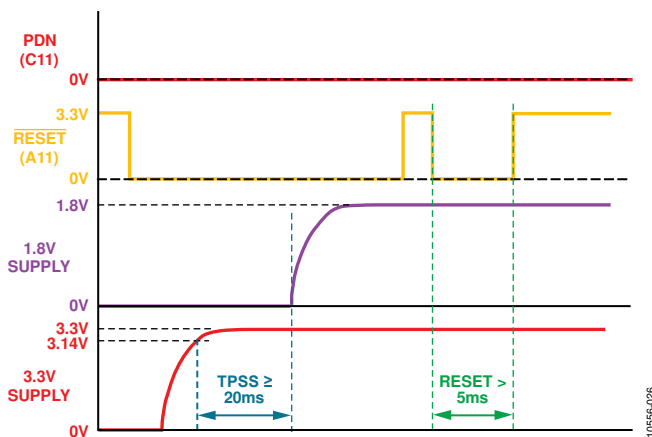 PDN
(C11)
0V
3.3V
RESET
(A11)
0V
1.8V
1.8V
SUPPLY
0V
3.3V
3.14V
3.3V
SUPPLY
0V
TPSS ≥
20ms
RESET >
5ms
10556-026